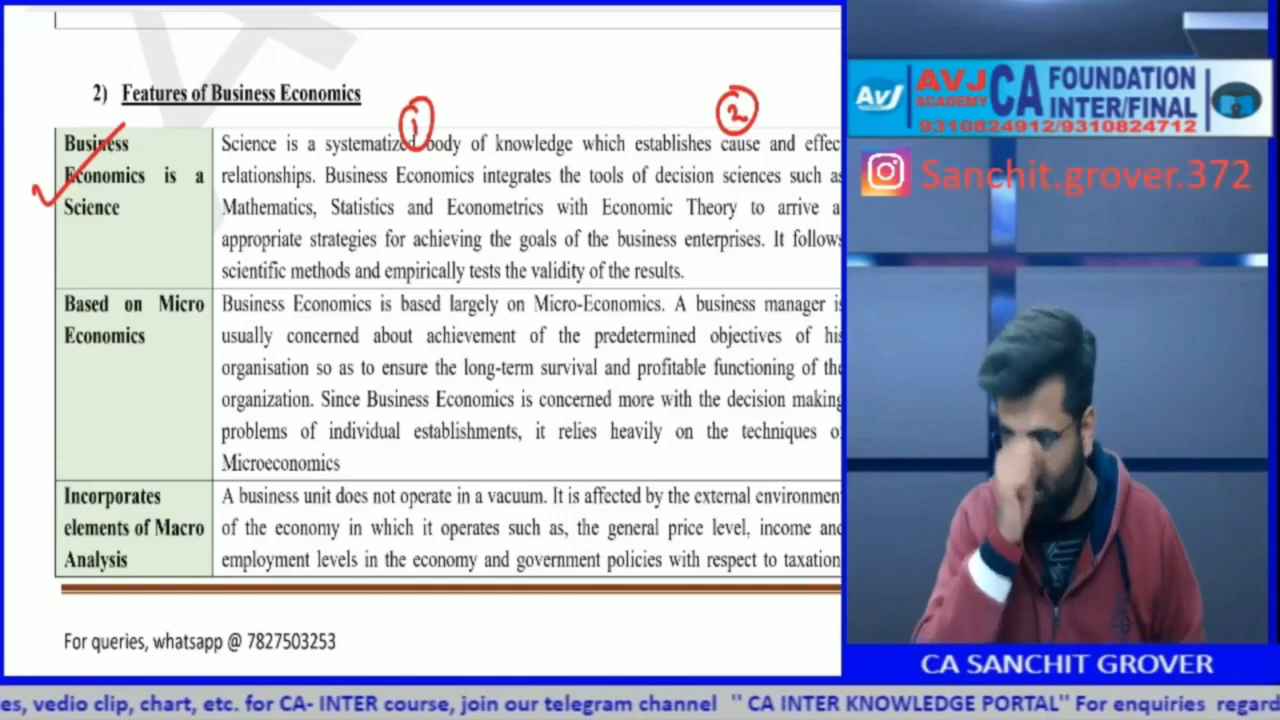 2) Features of Business Economics
1
2
Business Economics is a Science
Science is a systematized body of knowledge which establishes cause and effec
relationships. Business Economics integrates the tools of decision sciences such as
Mathematics, Statistics and Econometrics with Economic Theory to arrive a
appropriate strategies for achieving the goals of the business enterprises. It follows
scientific methods and empirically tests the validity of the results.
Based on Micro Economics
Business Economics is based largely on Micro-Economics. A business manager is
usually concerned about achievement of the predetermined objectives of his
organisation so as to ensure the long-term survival and profitable functioning of the
organization. Since Business Economics is concerned more with the decision making
problems of individual establishments, it relies heavily on the techniques o
Microeconomics
Incorporates elements of Macro Analysis
A business unit does not operate in a vacuum. It is affected by the external environmen
of the economy in which it operates such as, the general price level, income and
employment levels in the economy and government policies with respect to taxation
For queries, whatsapp @ 7827503253
AVJ
AVJ ACADEMY
CA FOUNDATION INTER/FINAL
9310824912/9310824712
Sanchit.grover.372
CA SANCHIT GROVER
es, vedio clip, chart, etc. for CA- INTER course, join our telegram channel " CA INTER KNOWLEDGE PORTAL" For enquiries regard